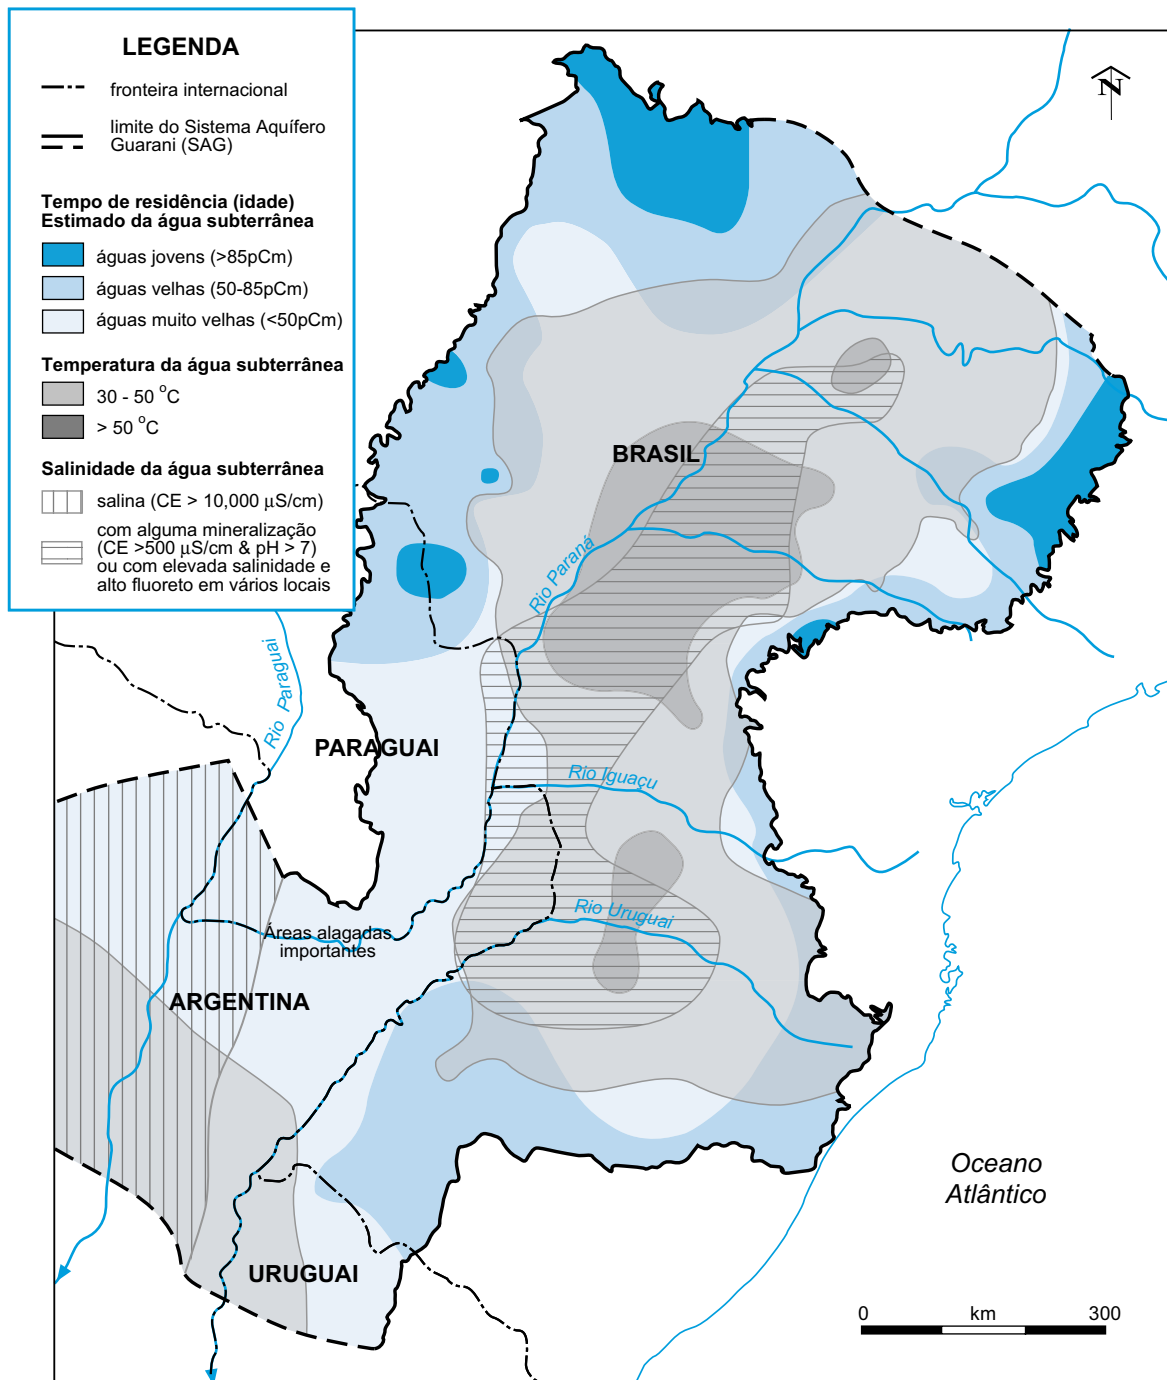 LEGENDA
fronteira internacional
limite do Sistema Aquífero
Guarani (SAG)
Tempo de residência (idade)
Estimado da água subterrânea
águas jovens (>85pCm)
águas velhas (50-85pCm)
águas muito velhas (<50pCm)
Temperatura da água subterrânea
30 - 50 °C
> 50 °C
Salinidade da água subterrânea
salina (CE > 10,000 µS/cm)
com alguma mineralização
(CE >500 µS/cm & pH > 7)
ou com elevada salinidade e
alto fluoreto em vários locais
N
BRASIL
Rio Paraná
Rio Paraguai
PARAGUAI
Rio Iguaçu
Rio Uruguai
Áreas alagadas
importantes
ARGENTINA
URUGUAI
Oceano
Atlântico
0 km 300